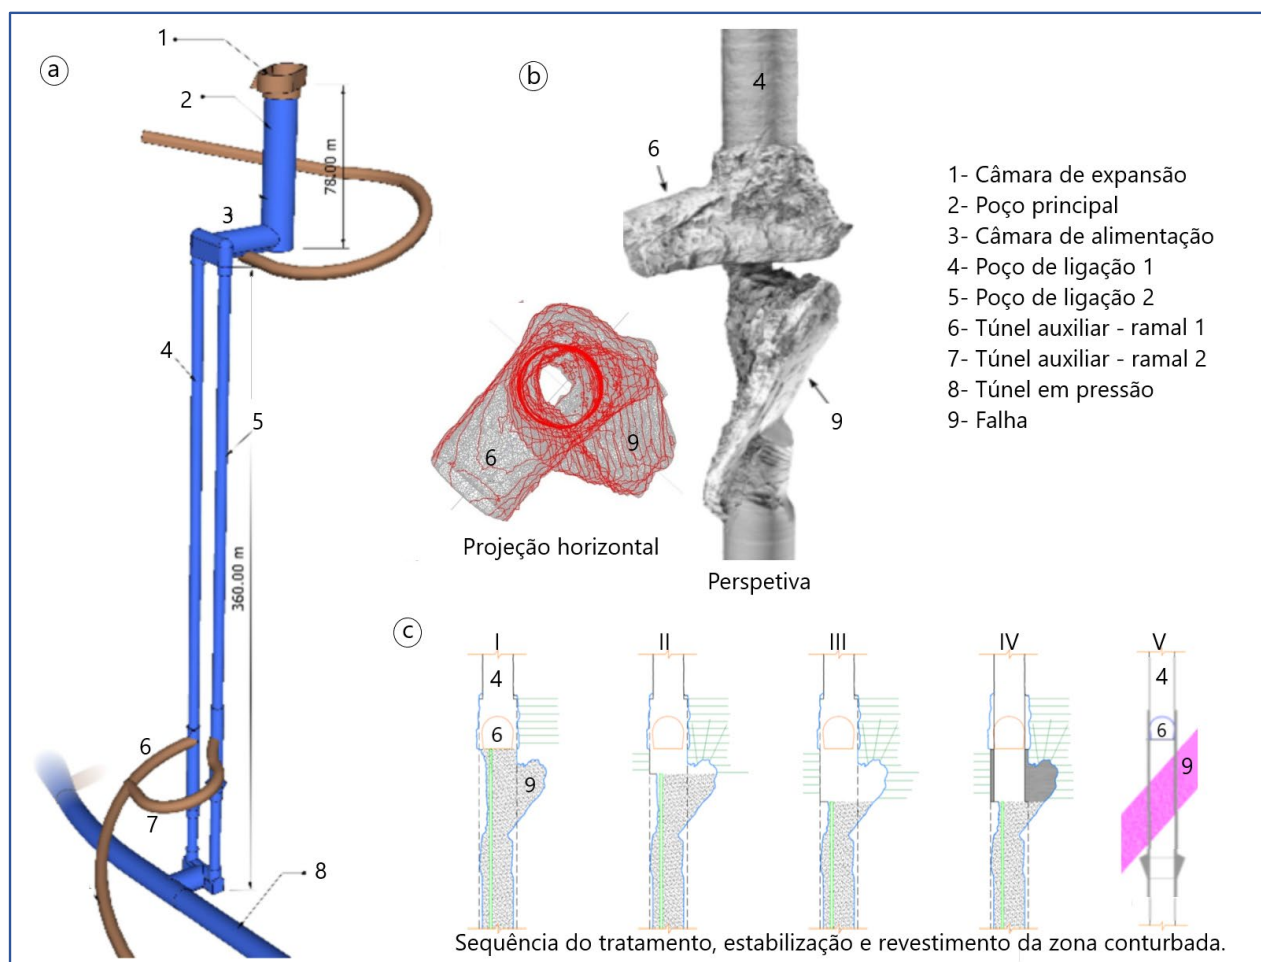 a
1
2
78.00 m
3
4
5
360.00 m
6
7
8
b
4
6
9
6
9
Projeção horizontal
Perspetiva
1- Câmara de expansão
2- Poço principal
3- Câmara de alimentação
4- Poço de ligação 1
5- Poço de ligação 2
6- Túnel auxiliar - ramal 1
7- Túnel auxiliar - ramal 2
8- Túnel em pressão
9- Falha
c
I II III IV V
4 4
6 6
9 9
Sequência do tratamento, estabilização e revestimento da zona conturbada.